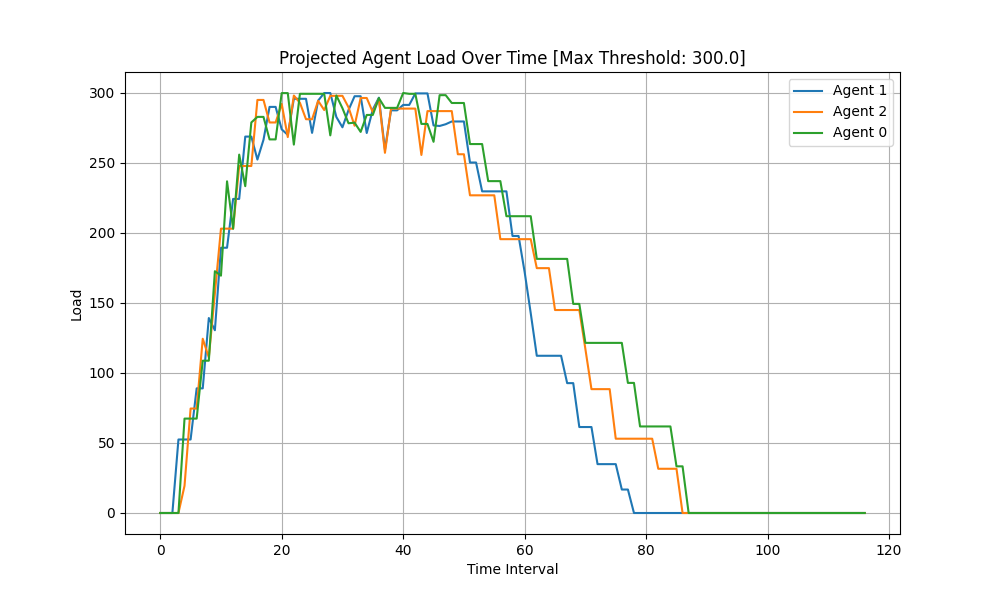 Projected Agent Load Over Time [Max Threshold: 300.0]
Agent 1
Agent 2
Agent 0
Load
300
250
200
150
100
50
0
0 20 40 60 80 100 120
Time Interval